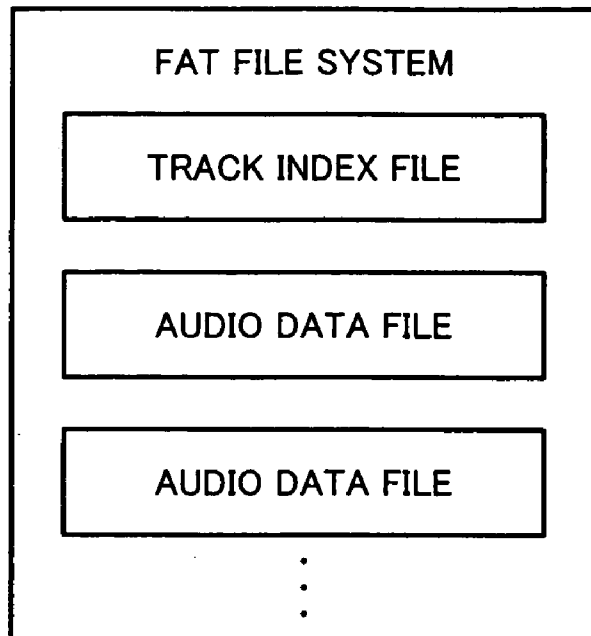 FAT FILE SYSTEM
TRACK INDEX FILE
AUDIO DATA FILE
AUDIO DATA FILE